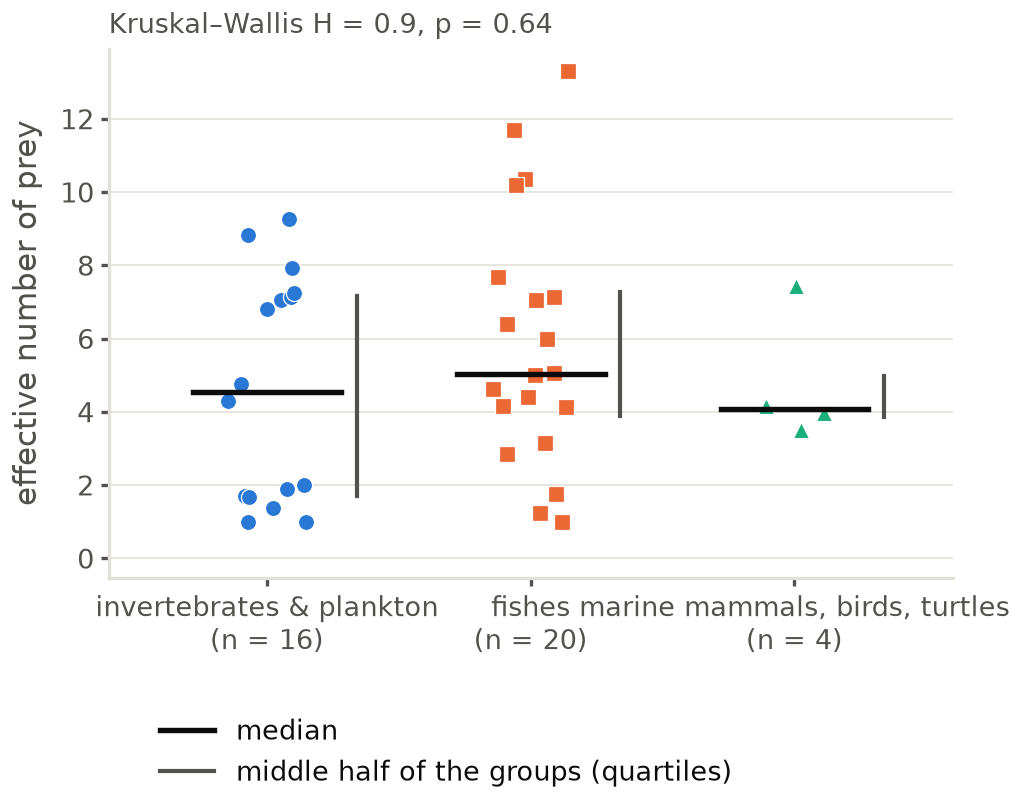 Kruskal–Wallis H = 0.9, p = 0.64
effective number of prey
12
10
8
6
4
2
0
invertebrates & plankton
(n = 16)
fishes
(n = 20)
marine mammals, birds, turtles
(n = 4)
median
middle half of the groups (quartiles)